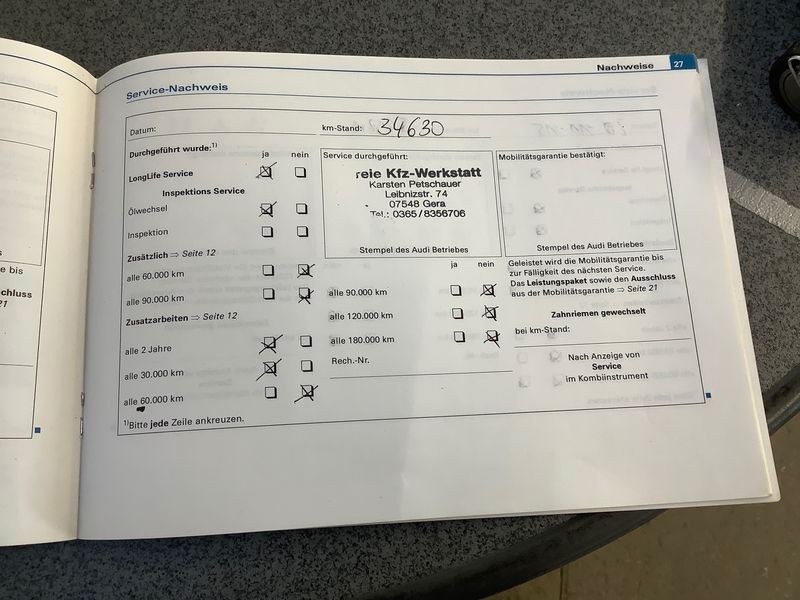 Nachweise 27
Service-Nachweis
Datum: km-Stand: 34630
Durchgeführt wurde:1) ja nein
LongLife Service
Inspektions Service
Ölwechsel
Inspektion
Zusätzlich ⇒ Seite 12
alle 60.000 km
alle 90.000 km
Zusatzarbeiten ⇒ Seite 12
alle 2 Jahre
alle 30.000 km
alle 60.000 km
1)Bitte jede Zeile ankreuzen.
Service durchgeführt:
reie Kfz-Werkstatt
Karsten Petschauer
Leibnizstr. 74
07548 Gera
Tel.: 0365/8356706
Stempel des Audi Betriebes
ja nein
alle 90.000 km
alle 120.000 km
alle 180.000 km
Rech.-Nr.
Mobilitätsgarantie bestätigt:
Stempel des Audi Betriebes
Geleistet wird die Mobilitätsgarantie bis
zur Fälligkeit des nächsten Service.
Das Leistungspaket sowie den Ausschluss
aus der Mobilitätsgarantie ⇒ Seite 21
Zahnriemen gewechselt
bei km-Stand:
Nach Anzeige von
Service
im Kombiinstrument